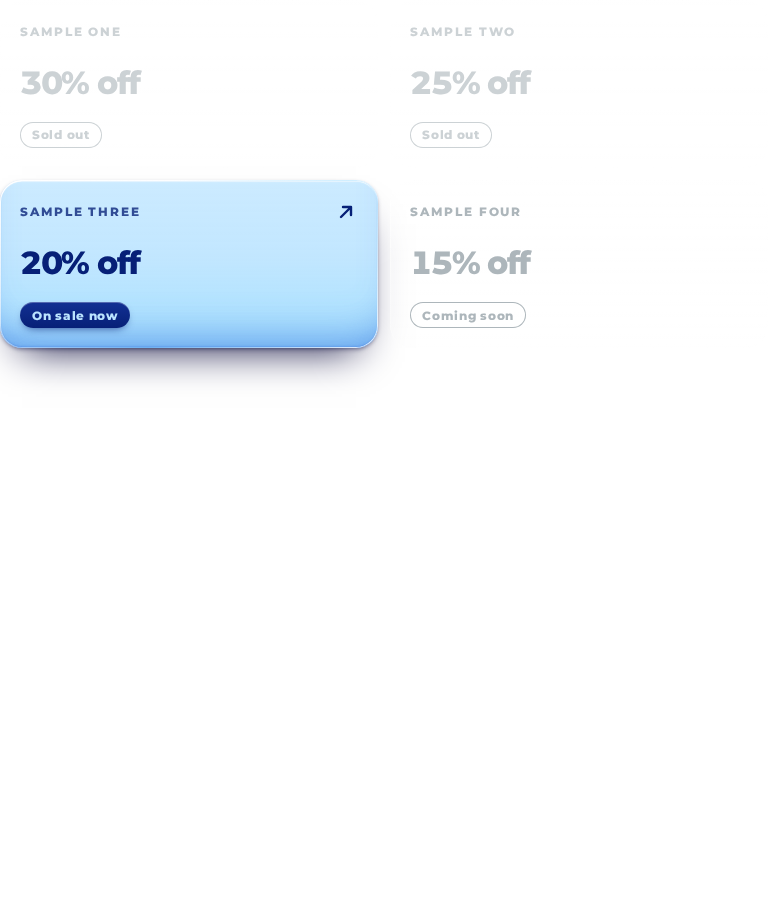 SAMPLE ONE
30% off
Sold out
SAMPLE TWO
25% off
Sold out
SAMPLE THREE
20% off
On sale now
SAMPLE FOUR
15% off
Coming soon